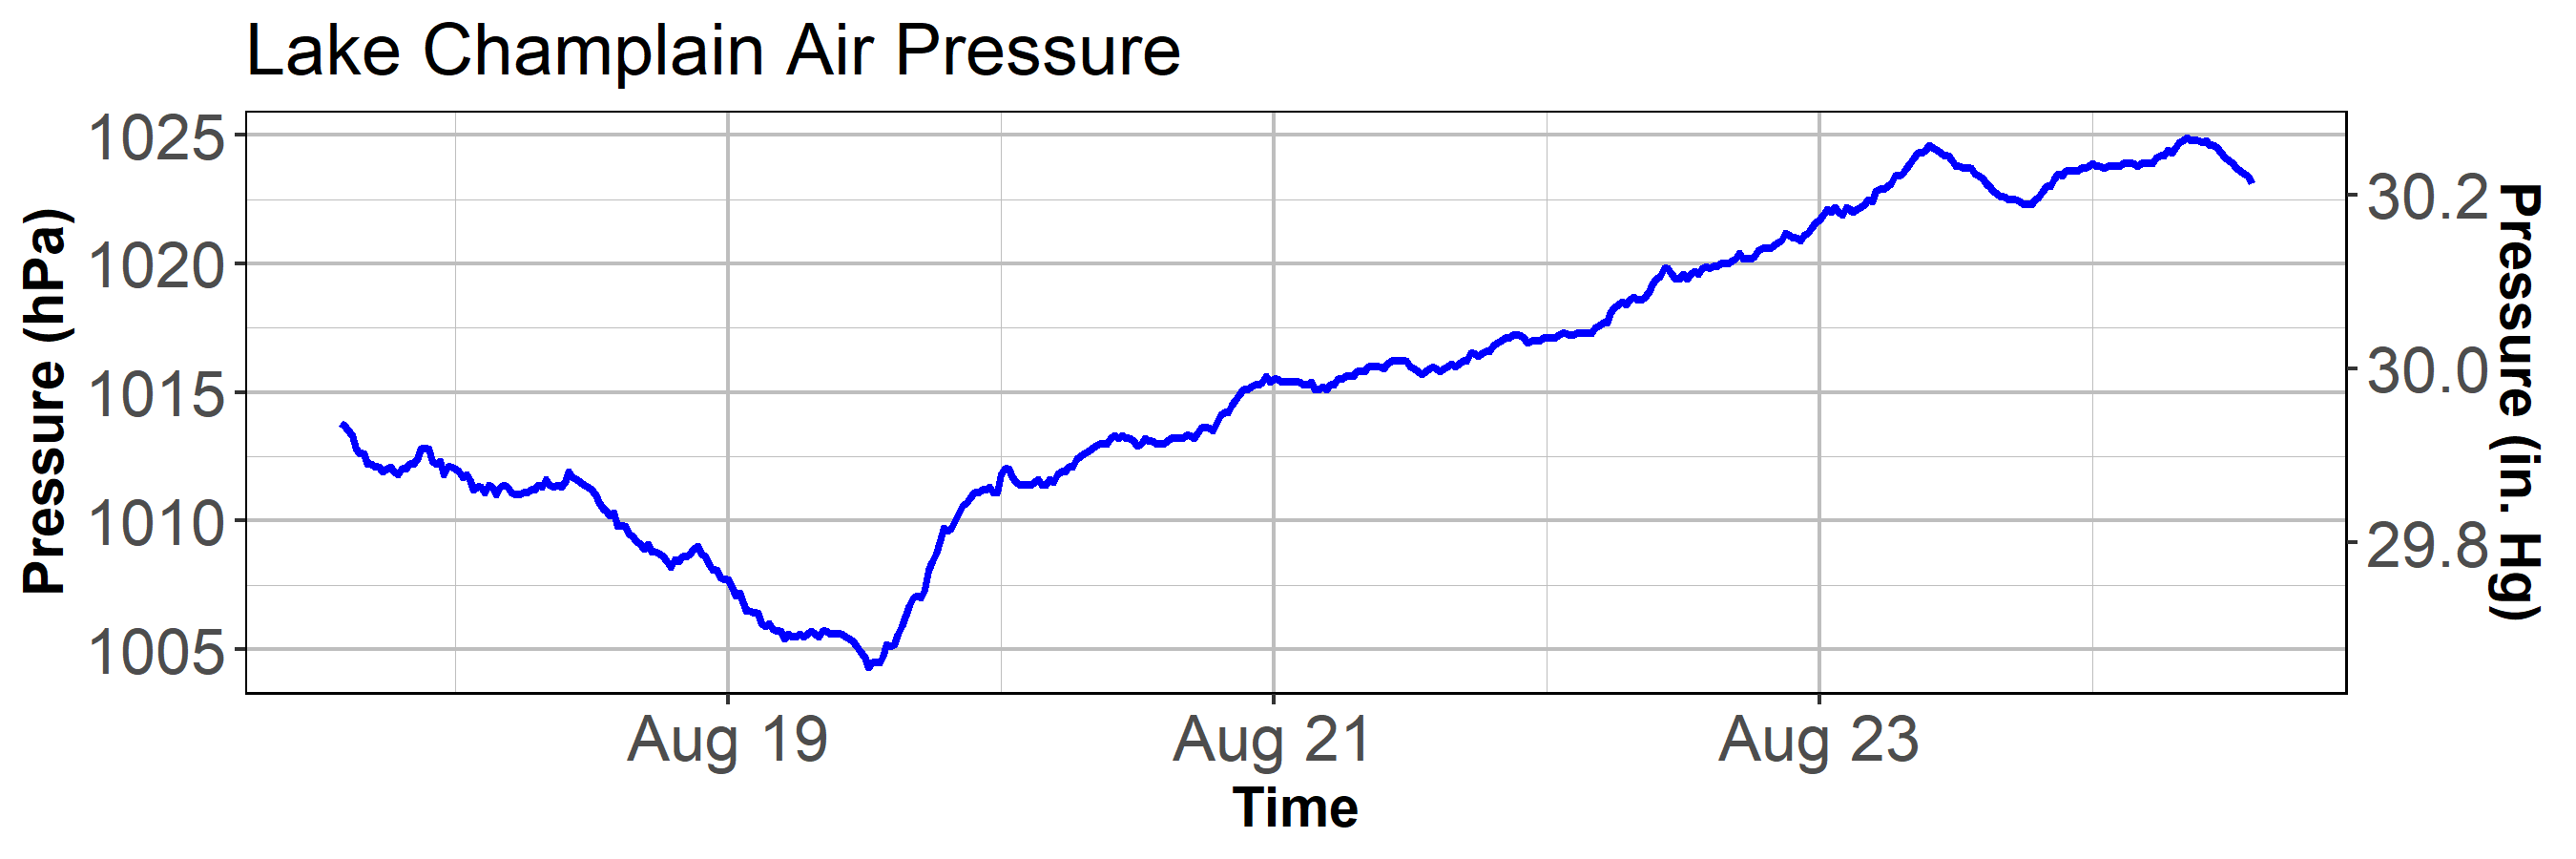 Lake Champlain Air Pressure
Pressure (hPa)
1025
1020
1015
1010
1005
30.2
30.0
29.8
Pressure (in. Hg)
Aug 19
Aug 21
Aug 23
Time